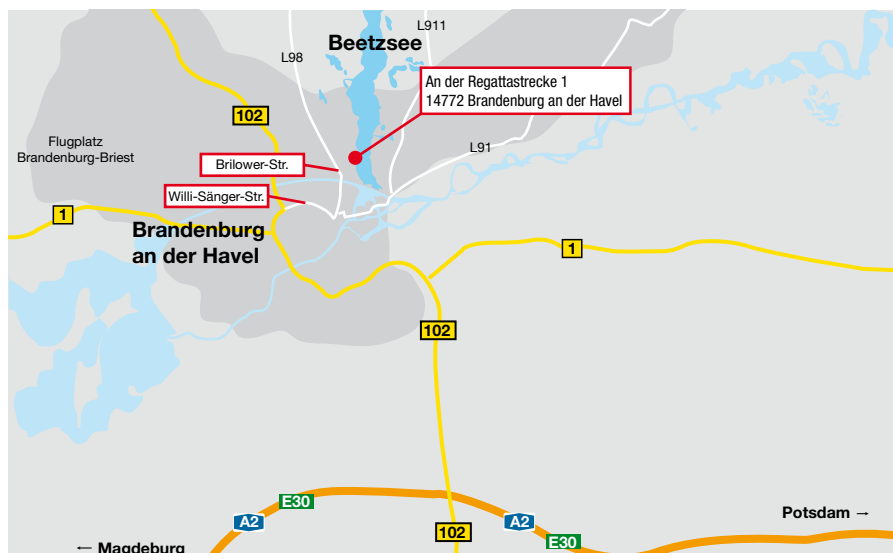 L911
Beetzsee
L98
An der Regattastrecke 1
14772 Brandenburg an der Havel
102
Flugplatz
Brandenburg-Briest
L91
Brilower-Str.
Willi-Sänger-Str.
1
Brandenburg
an der Havel
1
102
E30
A2
A2
Potsdam →
102
E30
← Magdeburg